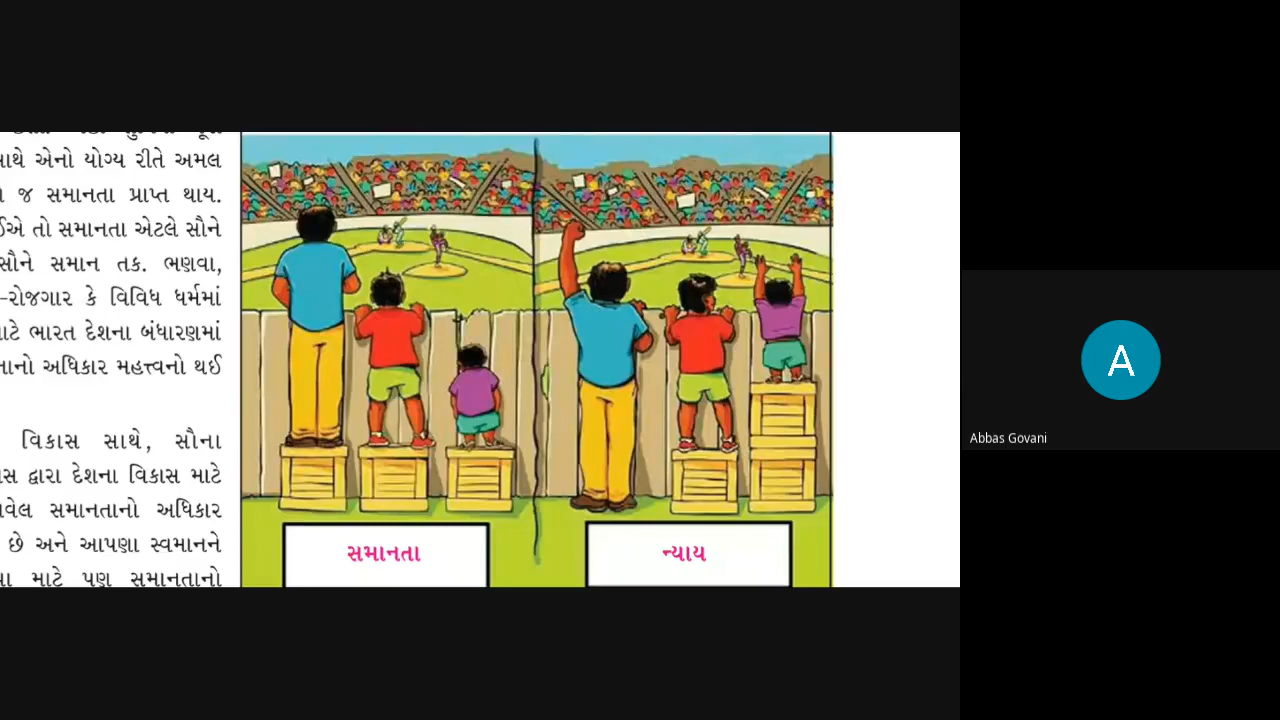 સાથે એનો યોગ્ય રીતે અમલ
જ સમાનતા પ્રાપ્ત થાય.
તો સમાનતા એટલે સૌને
સૌને સમાન તક. ભણવા,
-રોજગાર કે વિવિધ ધર્મમાં
માટે ભારત દેશના બંધારણમાં
અધિકાર મહત્ત્વનો થઈ
વિકાસ સાથે, સૌના
દ્વારા દેશના વિકાસ માટે
સમાનતાનો અધિકાર
છે અને આપણા સ્વમાનને
માટે પણ સમાનતાનો
સમાનતા
ન્યાય
A
Abbas Govani